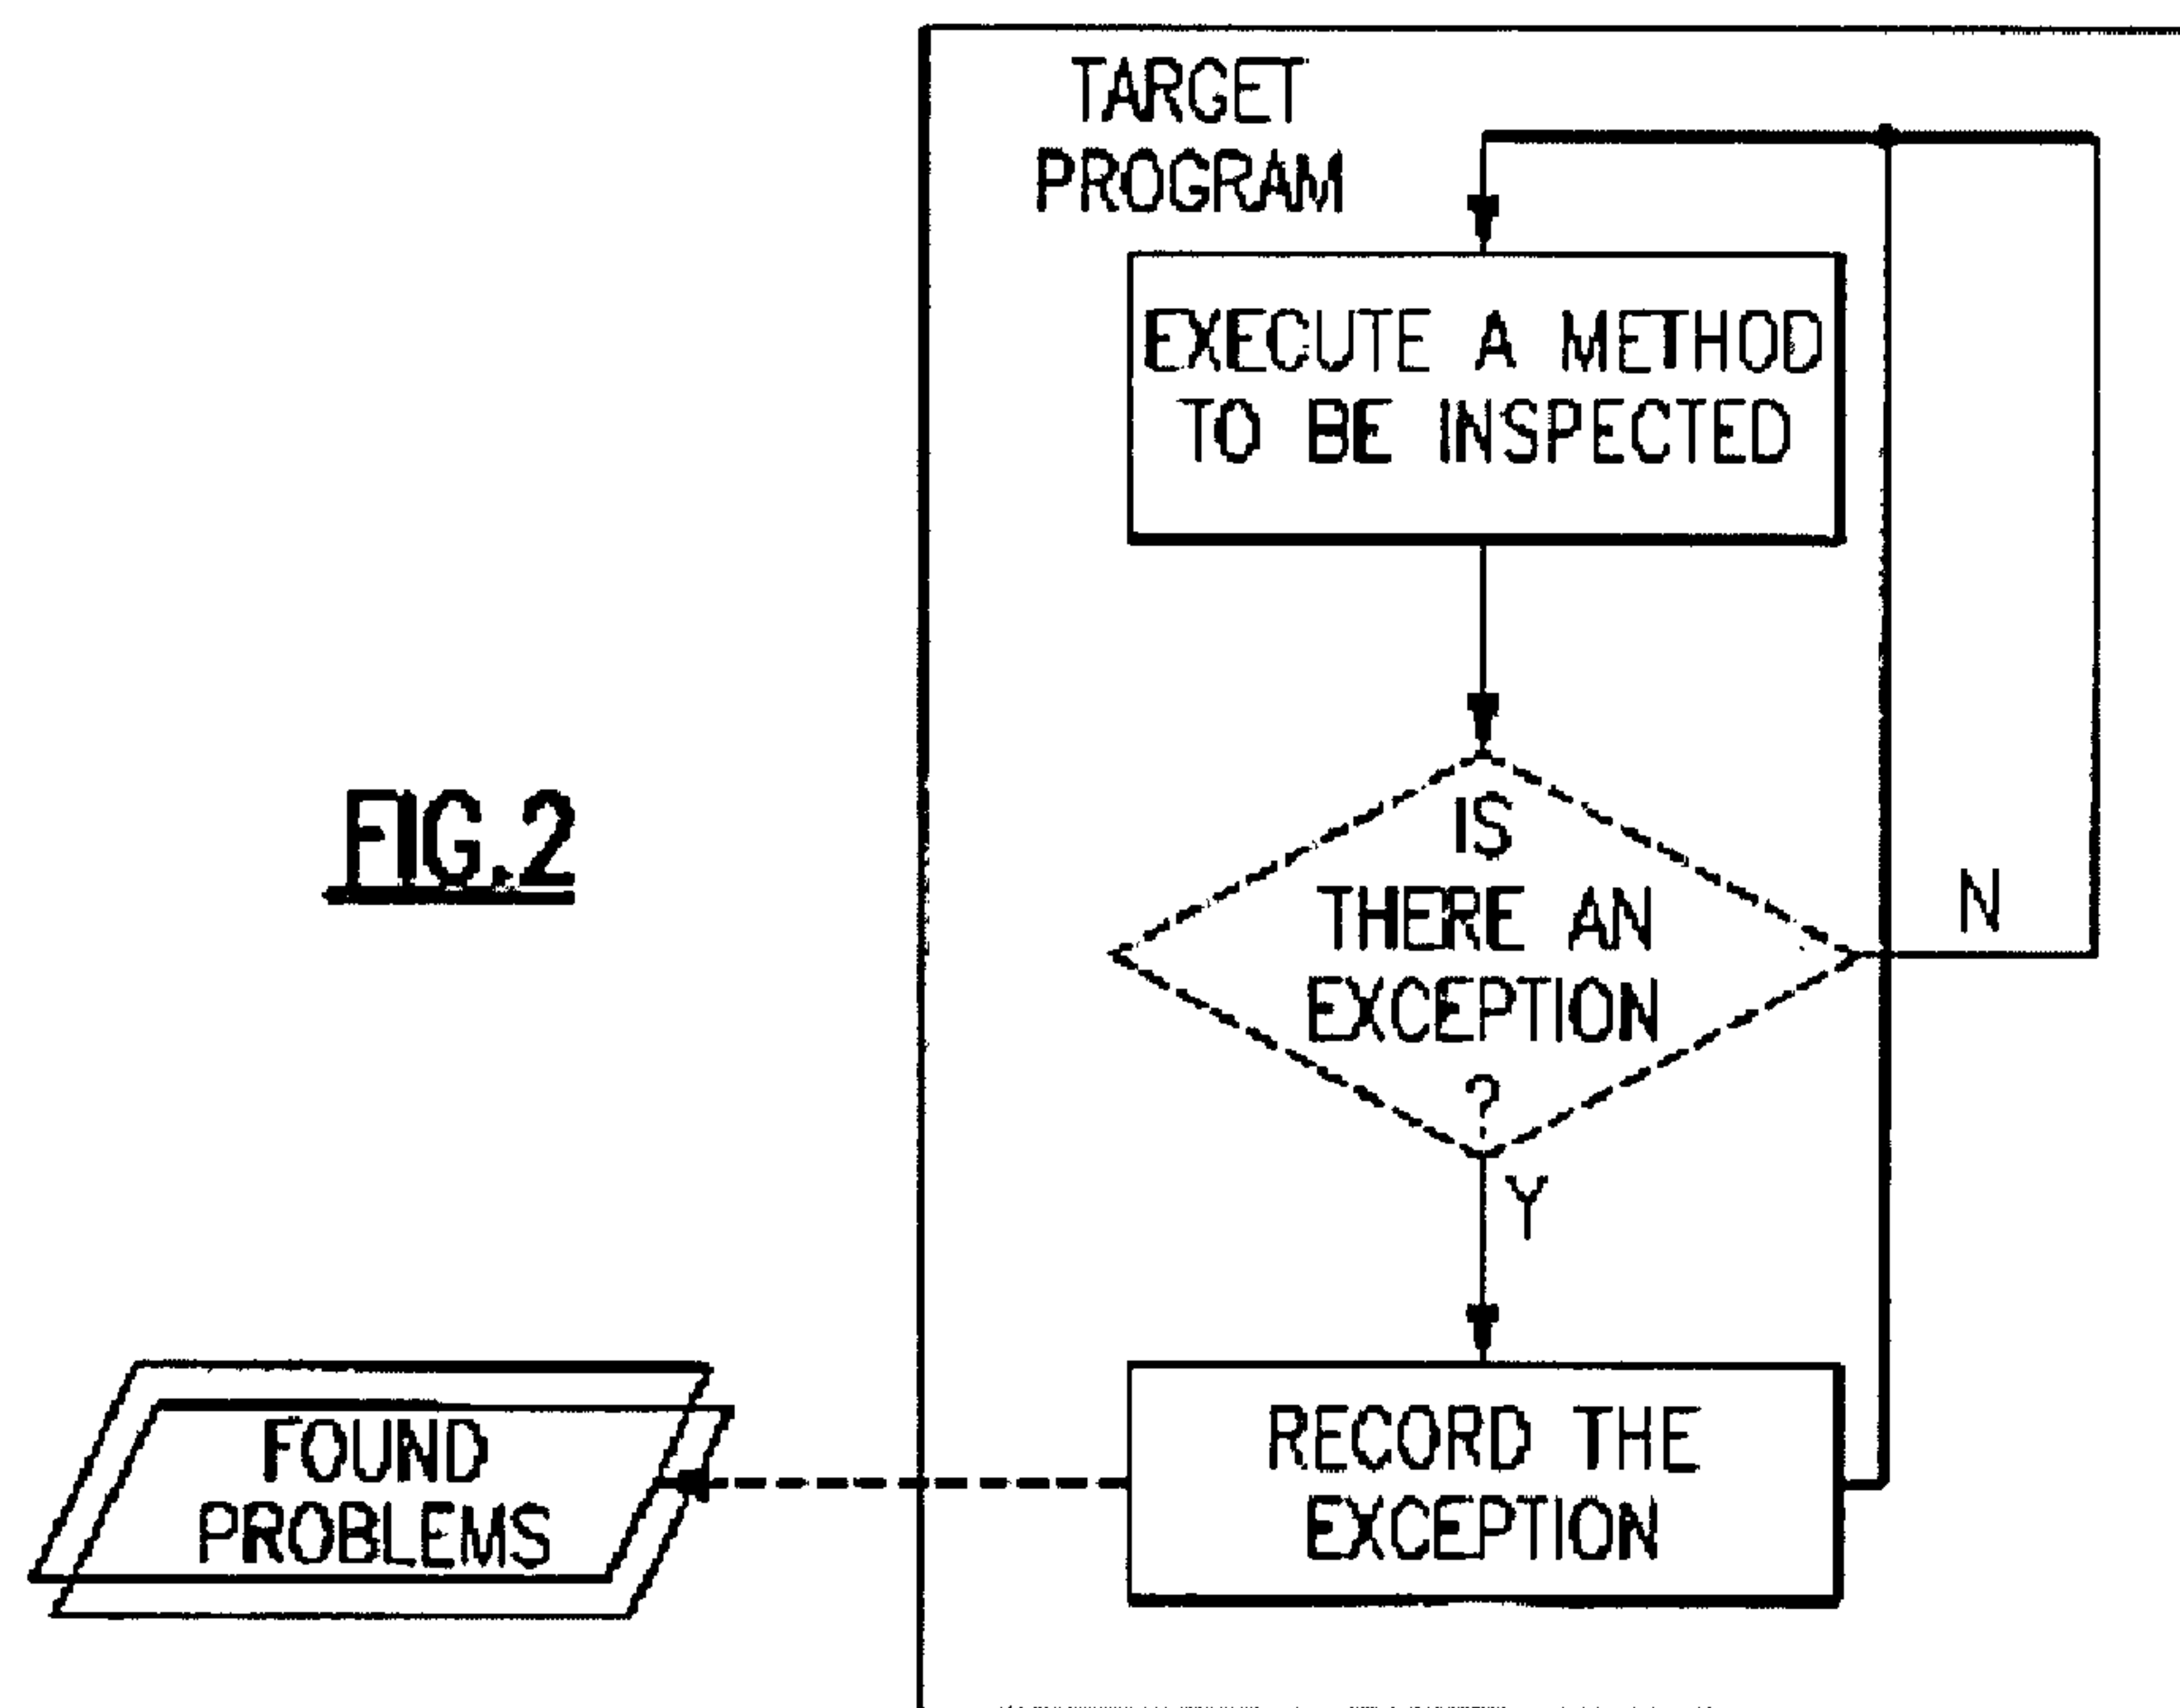 TARGET
PROGRAM
EXECUTE A METHOD
TO BE INSPECTED
FIG.2
IS
THERE AN
EXCEPTION
?
N
Y
FOUND
PROBLEMS
RECORD THE
EXCEPTION